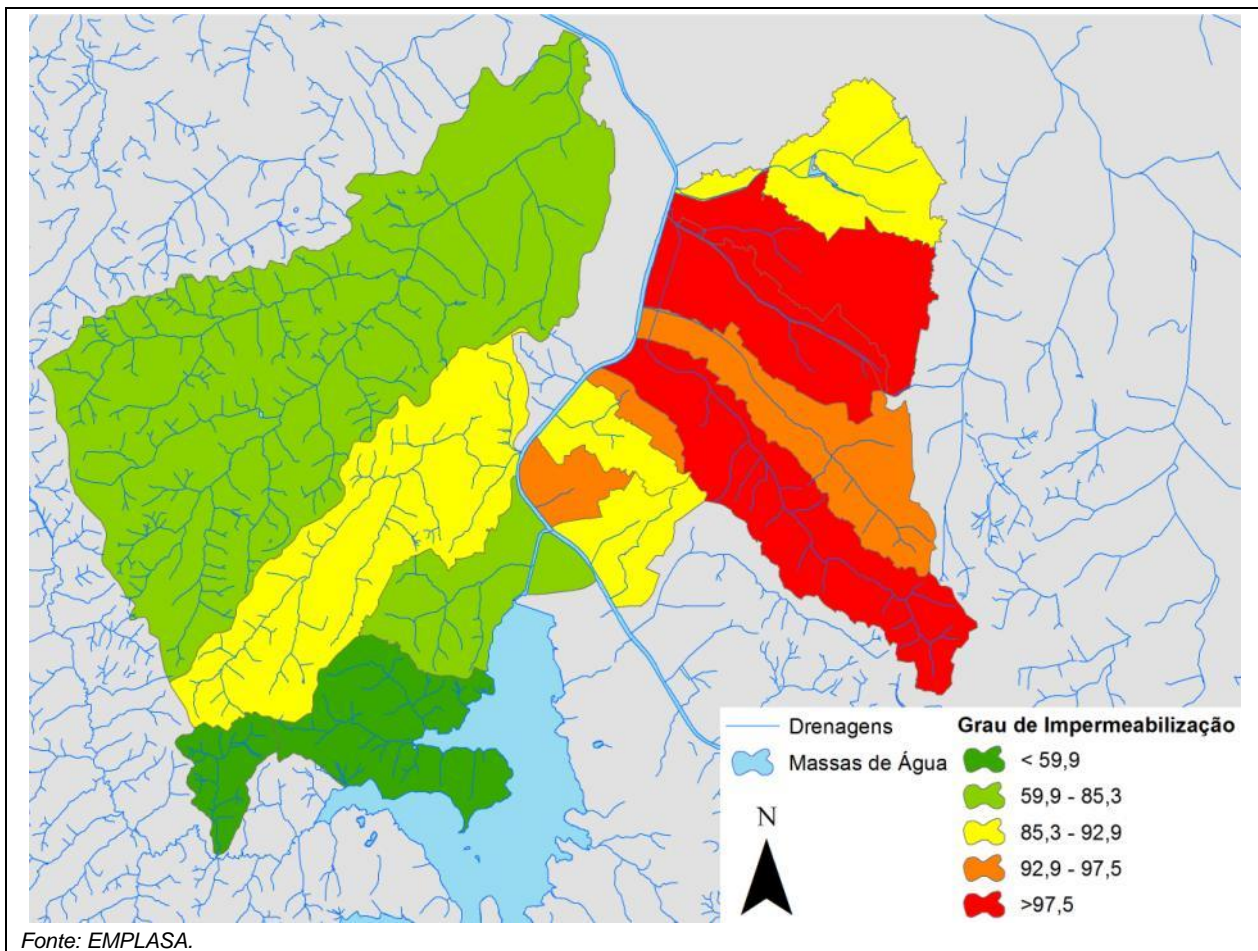 Drenagens
Massas de Água
N
Grau de Impermeabilização
< 59,9
59,9 - 85,3
85,3 - 92,9
92,9 - 97,5
>97,5
Fonte: EMPLASA.